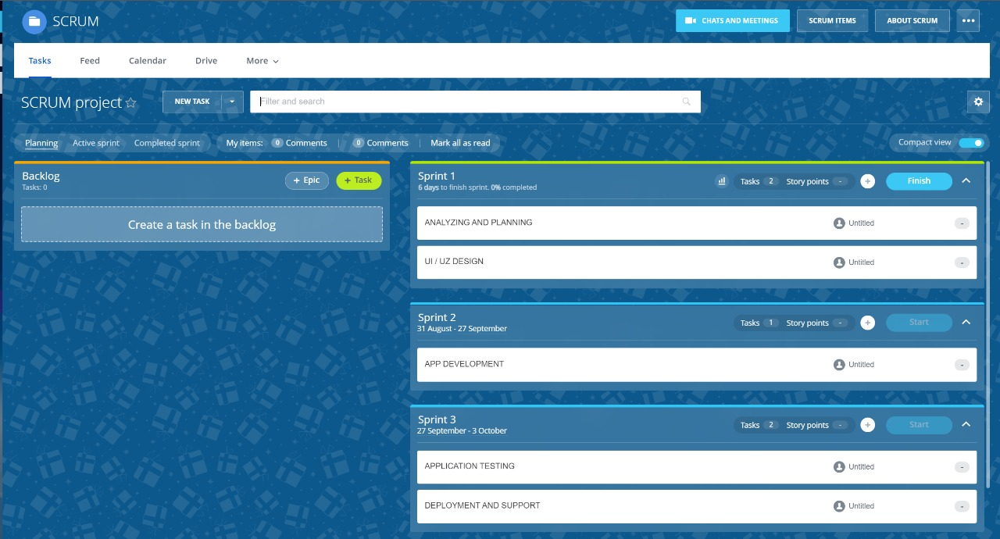 SCRUM
CHATS AND MEETINGS
SCRUM ITEMS
ABOUT SCRUM
Tasks Feed Calendar Drive More
SCRUM project
NEW TASK
Filter and search
Planning Active sprint Completed sprint
My items: 0 Comments 0 Comments Mark all as read
Compact view
Backlog
Tasks: 0
+ Epic
+ Task
Create a task in the backlog
Sprint 1
6 days to finish sprint. 0% completed
Tasks 2 Story points -
+
Finish
ANALYZING AND PLANNING Untitled -
UI / UZ DESIGN Untitled -
Sprint 2
31 August - 27 September
Tasks 1 Story points -
+
Start
APP DEVELOPMENT Untitled -
Sprint 3
27 September - 3 October
Tasks 2 Story points -
+
Start
APPLICATION TESTING Untitled -
DEPLOYMENT AND SUPPORT Untitled -